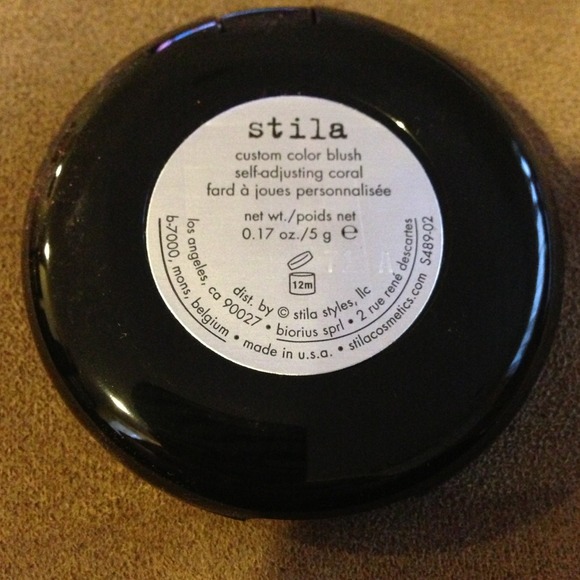 stila
custom color blush
self-adjusting coral
fard à joues personnalisée
net wt./poids net
0.17 oz./5 g ℮
12m
dist. by © stila styles, llc
los angeles, ca 90027 • biorius sprl • 2 rue rené descartes
b-7000, mons, belgium • made in u.s.a. • stilacosmetics.com S489-02